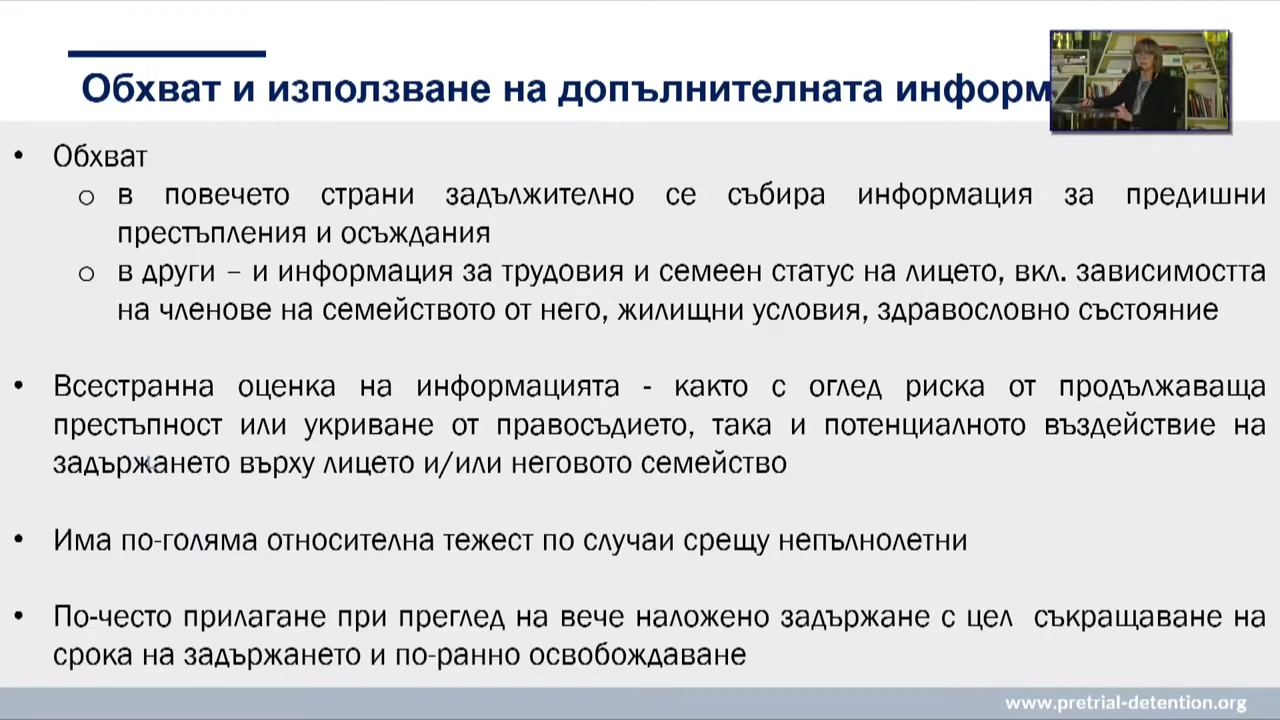 Обхват и използване на допълнителната информ
• Обхват
o в повечето страни задължително се събира информация за предишни
престъпления и осъждания
o в други – и информация за трудовия и семеен статус на лицето, вкл. зависимостта
на членове на семейството от него, жилищни условия, здравословно състояние
• Всестранна оценка на информацията - както с оглед риска от продължаваща
престъпност или укриване от правосъдието, така и потенциалното въздействие на
задържането върху лицето и/или неговото семейство
• Има по-голяма относителна тежест по случаи срещу непълнолетни
• По-често прилагане при преглед на вече наложено задържане с цел съкращаване на
срока на задържането и по-ранно освобождаване
www.pretrial-detention.org